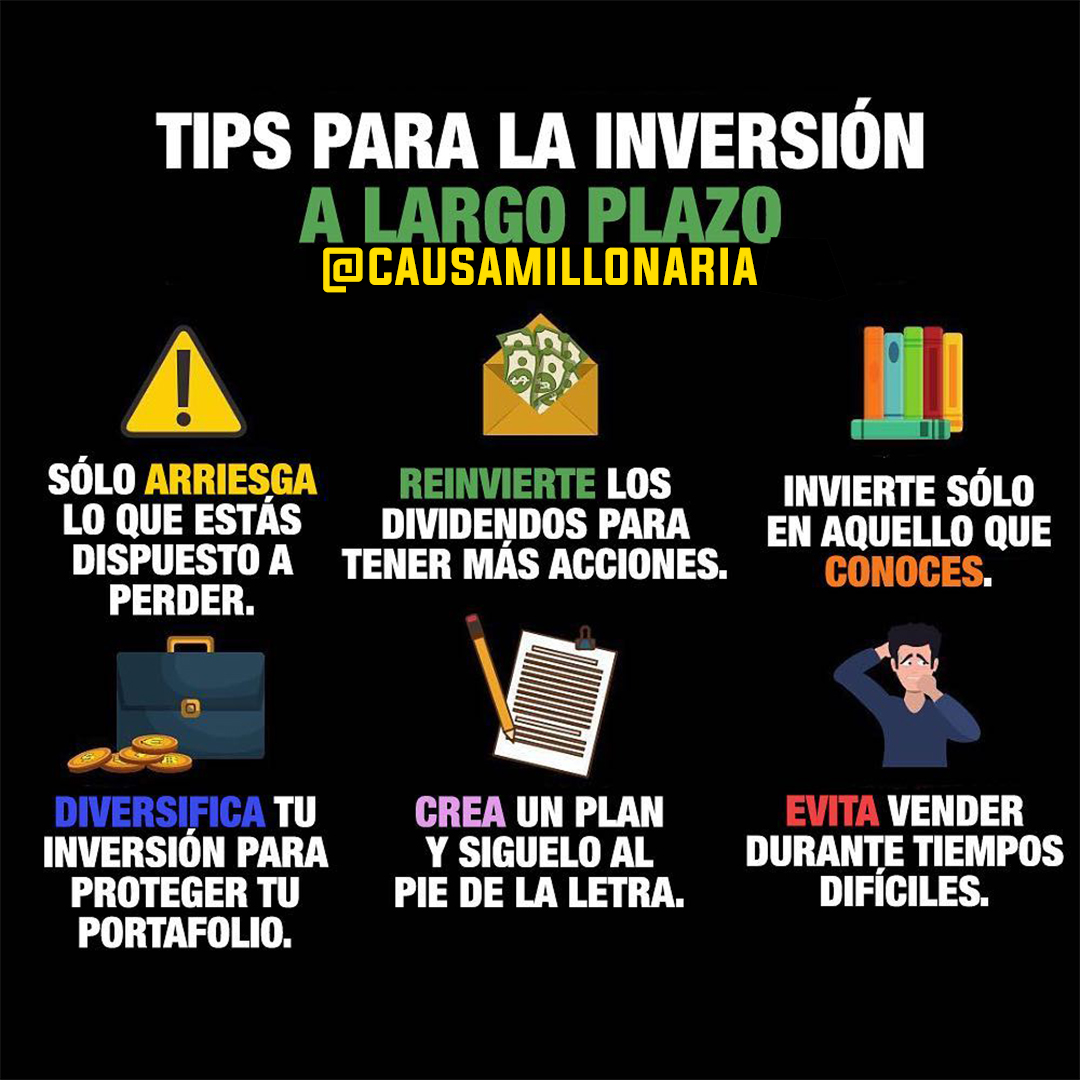 TIPS PARA LA INVERSIÓN
A LARGO PLAZO
@CAUSAMILLONARIA
SÓLO ARRIESGA
LO QUE ESTÁS
DISPUESTO A
PERDER.
REINVIERTE LOS
DIVIDENDOS PARA
TENER MÁS ACCIONES.
INVIERTE SÓLO
EN AQUELLO QUE
CONOCES.
DIVERSIFICA TU
INVERSIÓN PARA
PROTEGER TU
PORTAFOLIO.
CREA UN PLAN
Y SIGUELO AL
PIE DE LA LETRA.
EVITA VENDER
DURANTE TIEMPOS
DIFÍCILES.